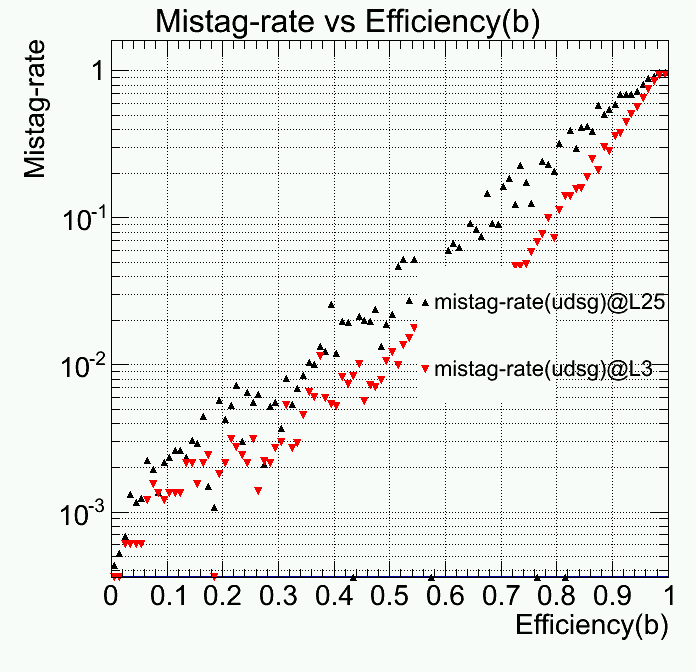 Mistag-rate vs Efficiency(b)
Mistag-rate
1
10-1
10-2
10-3
mistag-rate(udsg)@L25
mistag-rate(udsg)@L3
0 0.1 0.2 0.3 0.4 0.5 0.6 0.7 0.8 0.9 1
Efficiency(b)